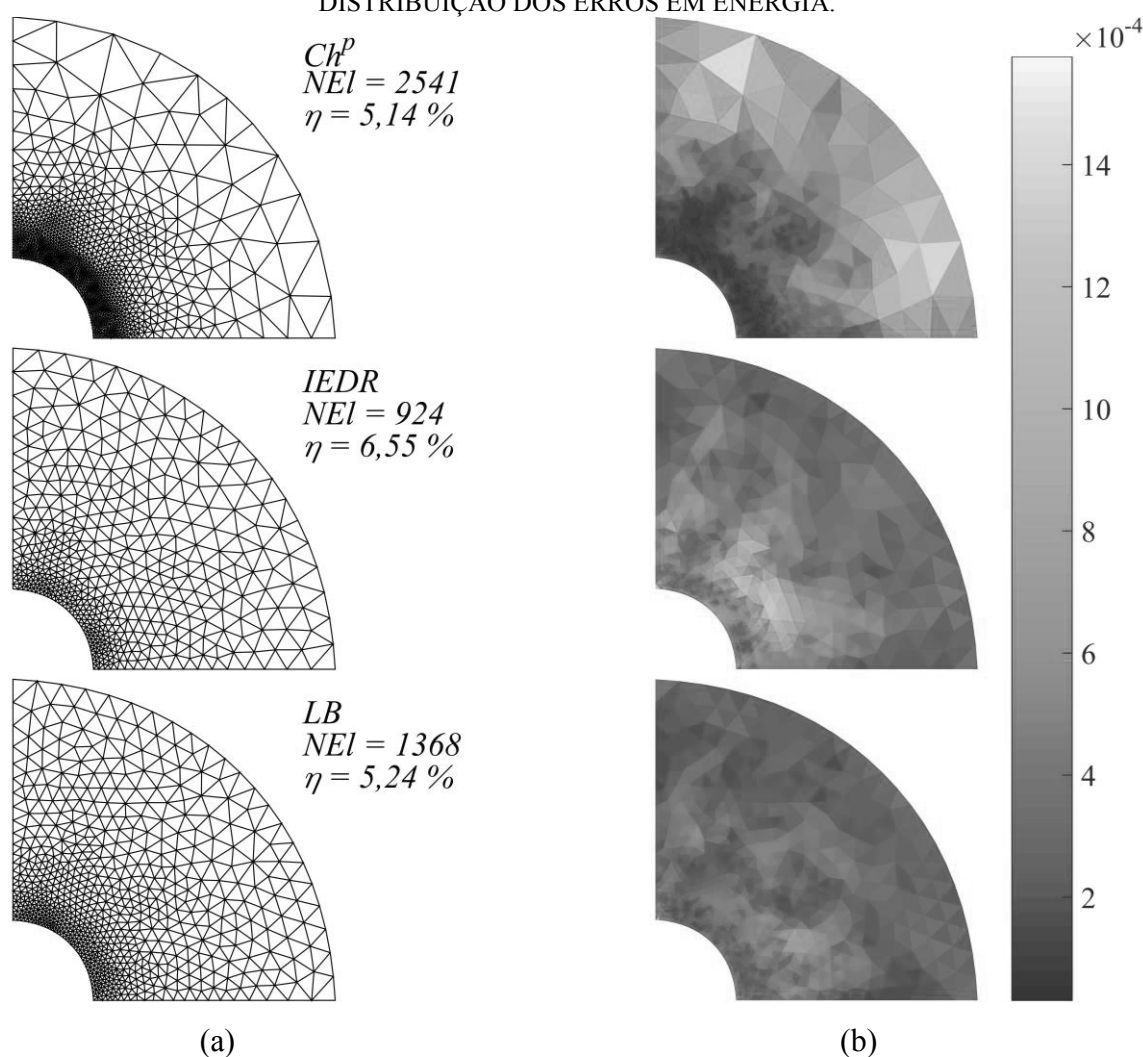 DISTRIBUIÇÃO DOS ERROS EM ENERGIA.
Ch^p
NEl = 2541
η = 5,14 %
×10⁻⁴
14
12
10
8
6
4
2
IEDR
NEl = 924
η = 6,55 %
LB
NEl = 1368
η = 5,24 %
(a)
(b)